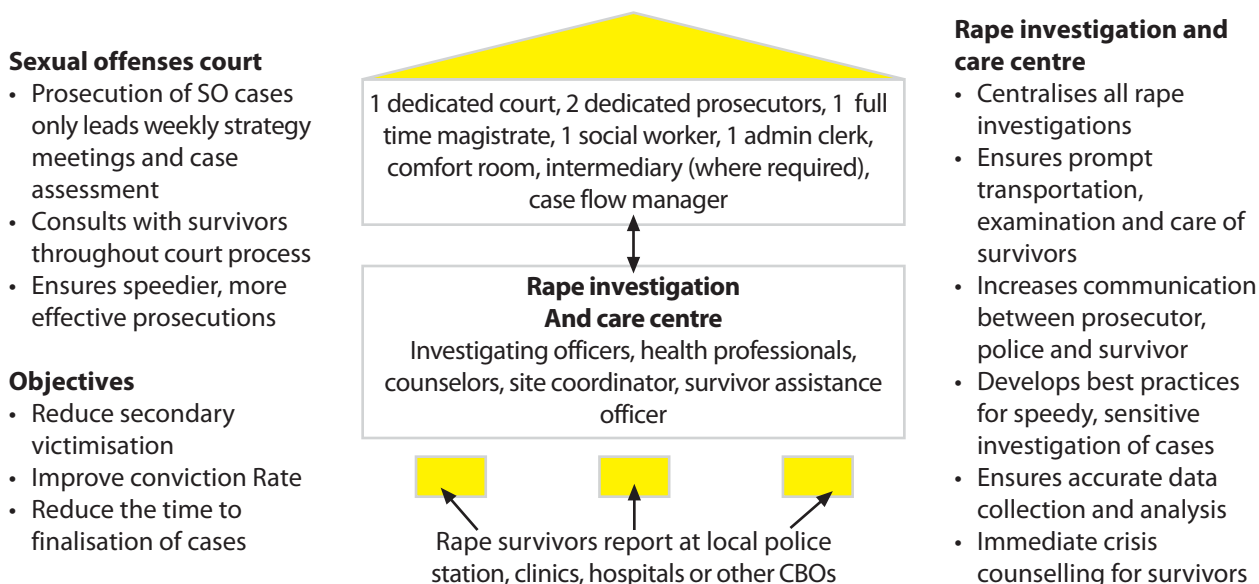 Sexual offenses court
• Prosecution of SO cases
only leads weekly strategy
meetings and case
assessment
• Consults with survivors
throughout court process
• Ensures speedier, more
effective prosecutions
Objectives
• Reduce secondary
victimisation
• Improve conviction Rate
• Reduce the time to
finalisation of cases
1 dedicated court, 2 dedicated prosecutors, 1 full
time magistrate, 1 social worker, 1 admin clerk,
comfort room, intermediary (where required),
case flow manager
Rape investigation
And care centre
Investigating officers, health professionals,
counselors, site coordinator, survivor assistance
officer
Rape survivors report at local police
station, clinics, hospitals or other CBOs
Rape investigation and
care centre
• Centralises all rape
investigations
• Ensures prompt
transportation,
examination and care of
survivors
• Increases communication
between prosecutor,
police and survivor
• Develops best practices
for speedy, sensitive
investigation of cases
• Ensures accurate data
collection and analysis
• Immediate crisis
counselling for survivors